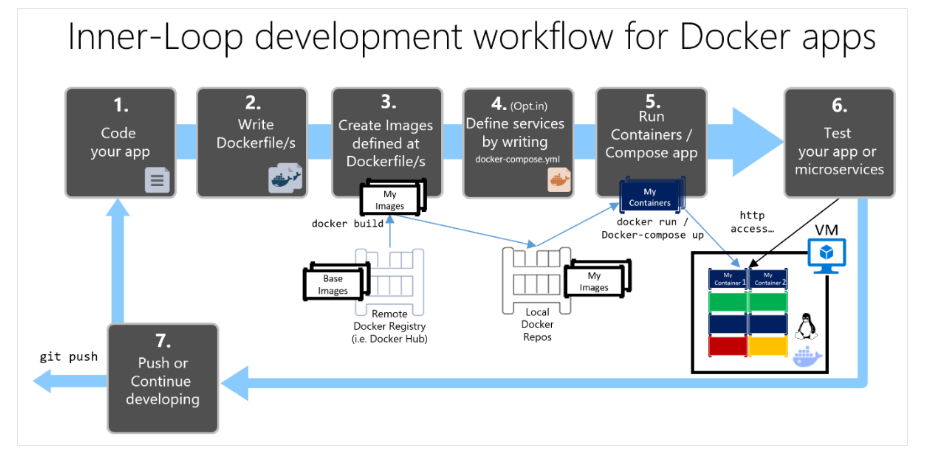 Inner-Loop development workflow for Docker apps
1.
Code
your app
2.
Write
Dockerfile/s
3.
Create Images
defined at
Dockerfile/s
My
Images
docker build
4. (Opt.in)
Define services
by writing
docker-compose.yml
5.
Run
Containers /
Compose app
My
Containers
docker run /
Docker-compose up
6.
Test
your app or
microservices
http
access…
VM
Base
Images
Remote
Docker Registry
(i.e. Docker Hub)
My
Images
Local
Docker
Repos
My
Container 1
My
Container 2
7.
Push or
Continue
developing
git push